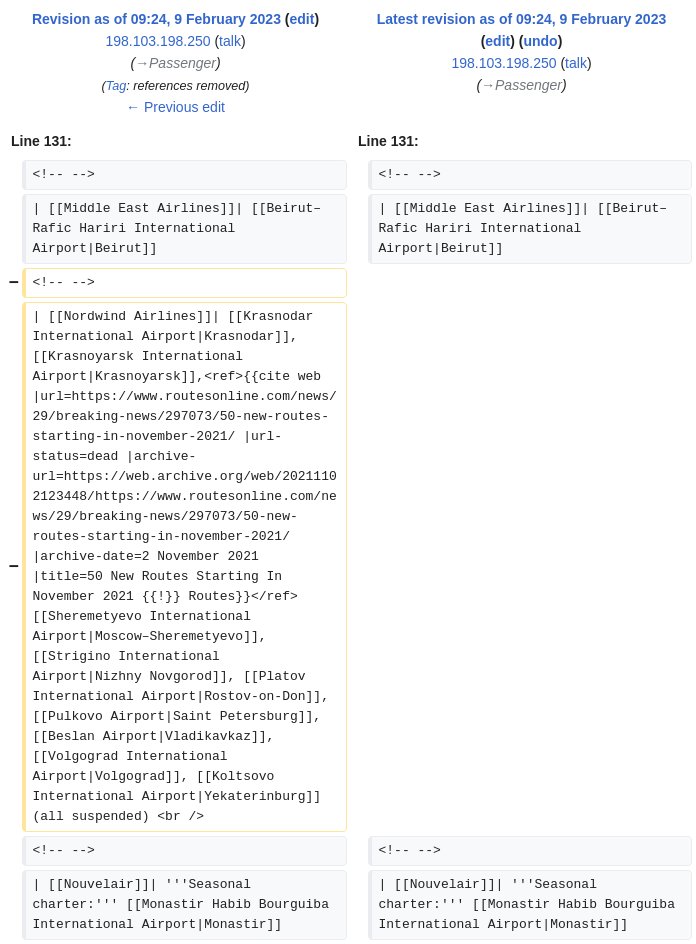 Revision as of 09:24, 9 February 2023 (edit)
198.103.198.250 (talk)
(→Passenger)
(Tag: references removed)
← Previous edit
Latest revision as of 09:24, 9 February 2023
(edit) (undo)
198.103.198.250 (talk)
(→Passenger)
Line 131:
Line 131:
<!-- -->
<!-- -->
| [[Middle East Airlines]]| [[Beirut–
Rafic Hariri International
Airport|Beirut]]
| [[Middle East Airlines]]| [[Beirut–
Rafic Hariri International
Airport|Beirut]]
− <!-- -->
− | [[Nordwind Airlines]]| [[Krasnodar
International Airport|Krasnodar]],
[[Krasnoyarsk International
Airport|Krasnoyarsk]],<ref>{{cite web
|url=https://www.routesonline.com/news/
29/breaking-news/297073/50-new-routes-
starting-in-november-2021/ |url-
status=dead |archive-
url=https://web.archive.org/web/2021110
2123448/https://www.routesonline.com/ne
ws/29/breaking-news/297073/50-new-
routes-starting-in-november-2021/
|archive-date=2 November 2021
|title=50 New Routes Starting In
November 2021 {{!}} Routes}}</ref>
[[Sheremetyevo International
Airport|Moscow–Sheremetyevo]],
[[Strigino International
Airport|Nizhny Novgorod]], [[Platov
International Airport|Rostov-on-Don]],
[[Pulkovo Airport|Saint Petersburg]],
[[Beslan Airport|Vladikavkaz]],
[[Volgograd International
Airport|Volgograd]], [[Koltsovo
International Airport|Yekaterinburg]]
(all suspended) <br />
<!-- -->
<!-- -->
| [[Nouvelair]]| '''Seasonal
charter:''' [[Monastir Habib Bourguiba
International Airport|Monastir]]
| [[Nouvelair]]| '''Seasonal
charter:''' [[Monastir Habib Bourguiba
International Airport|Monastir]]